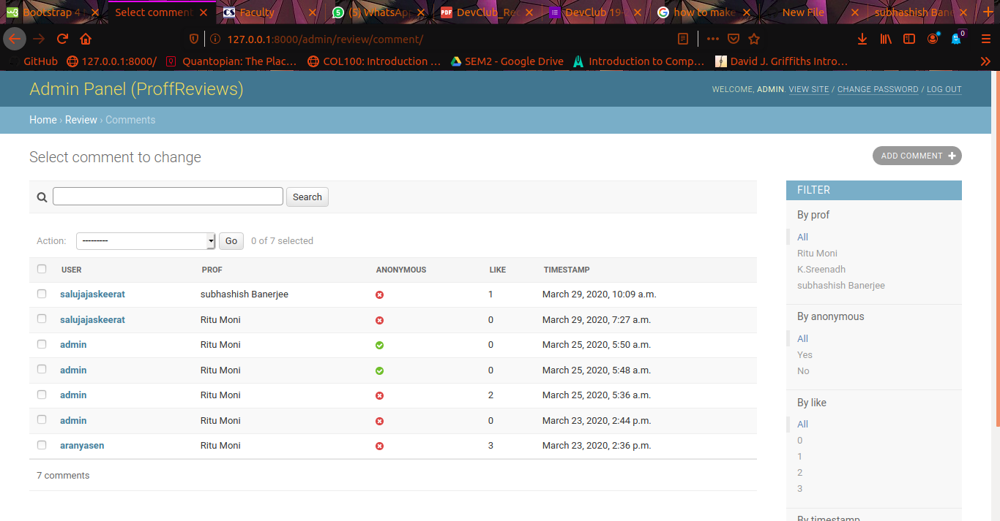 Bootstrap 4 Select comment Faculty (5) WhatsAp DevClub_Rec DevClub 19- how to make New File subhashish Ban
127.0.0.1:8000/admin/review/comment/ 0
GitHub 127.0.0.1:8000/ Quantopian: The Plac… COL100: Introduction … SEM2 - Google Drive Introduction to Comp… David J. Griffiths Intro…
Admin Panel (ProffReviews)
WELCOME, ADMIN. VIEW SITE / CHANGE PASSWORD / LOG OUT
Home › Review › Comments
Select comment to change
ADD COMMENT +
Search
Action: --------- Go 0 of 7 selected
USER PROF ANONYMOUS LIKE TIMESTAMP
salujajaskeerat subhashish Banerjee 1 March 29, 2020, 10:09 a.m.
salujajaskeerat Ritu Moni 0 March 29, 2020, 7:27 a.m.
admin Ritu Moni 0 March 25, 2020, 5:50 a.m.
admin Ritu Moni 0 March 25, 2020, 5:48 a.m.
admin Ritu Moni 2 March 25, 2020, 5:36 a.m.
admin Ritu Moni 0 March 23, 2020, 2:44 p.m.
aranyasen Ritu Moni 3 March 23, 2020, 2:36 p.m.
7 comments
FILTER
By prof
All
Ritu Moni
K.Sreenadh
subhashish Banerjee
By anonymous
All
Yes
No
By like
All
0
1
2
3
By timestamp